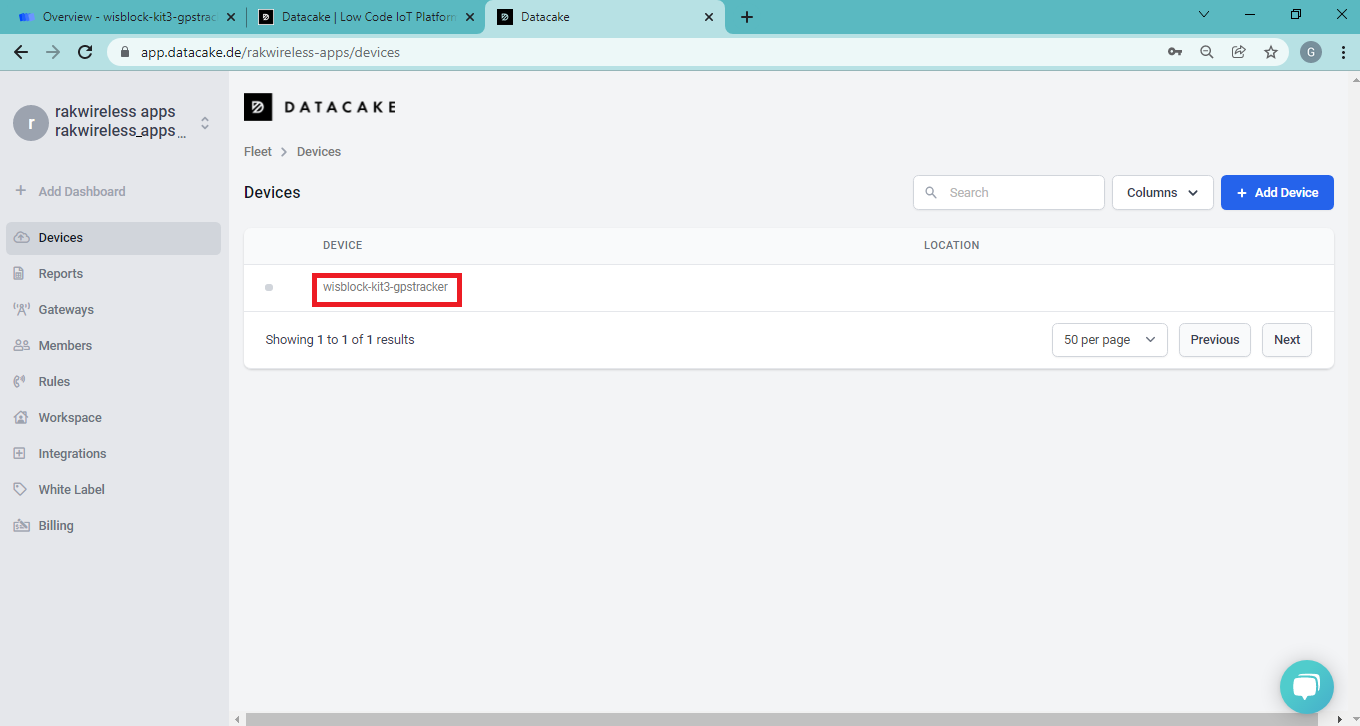 Overview - wisblock-kit3-gpstrac
Datacake | Low Code IoT Platform
Datacake
app.datacake.de/rakwireless-apps/devices
G
r
rakwireless apps
rakwireless_apps_...
Add Dashboard
Devices
Reports
Gateways
Members
Rules
Workspace
Integrations
White Label
Billing
DATACAKE
Fleet > Devices
Devices
Search
Columns
+ Add Device
DEVICE LOCATION
wisblock-kit3-gpstracker
Showing 1 to 1 of 1 results
50 per page
Previous
Next